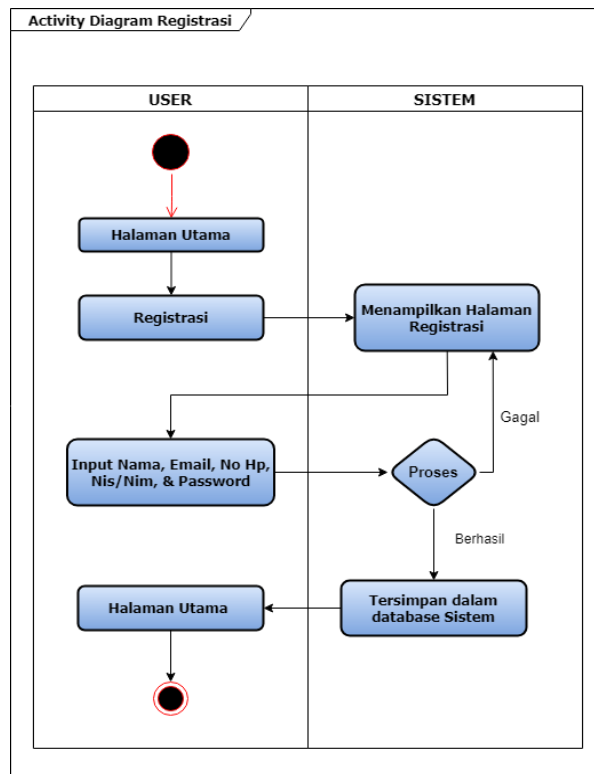 Activity Diagram Registrasi
USER
SISTEM
Halaman Utama
Registrasi
Menampilkan Halaman
Registrasi
Gagal
Input Nama, Email, No Hp,
Nis/Nim, & Password
Proses
Berhasil
Tersimpan dalam
database Sistem
Halaman Utama